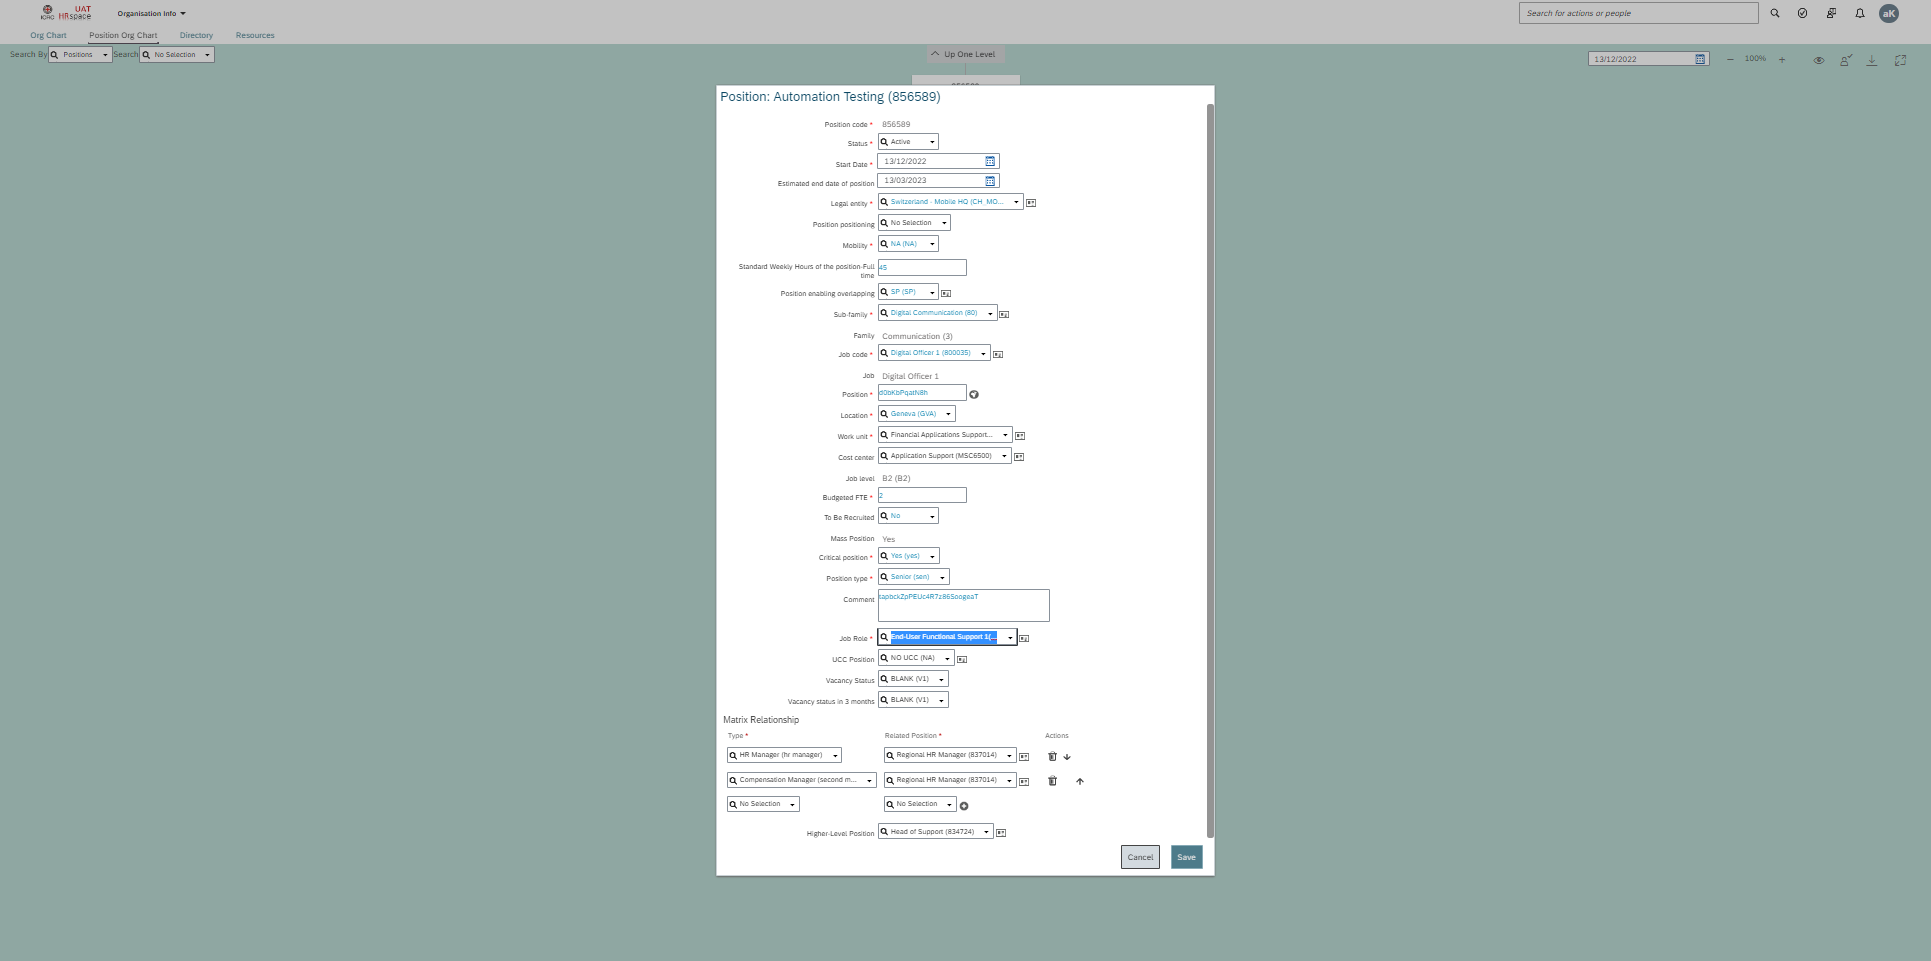 ICRC UAT HRspace Organisation Info Search for actions or people aK
Org Chart Position Org Chart Directory Resources
Search By Positions Search No Selection Up One Level 13/12/2022 100%
Position: Automation Testing (856589)
Position code * 856589
Status * Active
Start Date * 13/12/2022
Estimated end date of position 13/03/2023
Legal entity * Switzerland - Mobile HQ (CH_MO...
Position positioning No Selection
Mobility * NA (NA)
Standard Weekly Hours of the position-Full
time 45
Position enabling overlapping SP (SP)
Sub-family * Digital Communication (80)
Family Communication (3)
Job code * Digital Officer 1 (800035)
Job Digital Officer 1
Position * d0bKbPqatN8h
Location * Geneva (GVA)
Work unit * Financial Applications Support...
Cost center Application Support (MSC6500)
Job level B2 (B2)
Budgeted FTE * 2
To Be Recruited No
Mass Position Yes
Critical position * Yes (yes)
Position type * Senior (sen)
Comment
Job Role * End-User Functional Support 1(...
UCC Position NO UCC (NA)
Vacancy Status BLANK (V1)
Vacancy status in 3 months BLANK (V1)
Matrix Relationship
Type * Related Position * Actions
HR Manager (hr manager) Regional HR Manager (837014)
Compensation Manager (second m... Regional HR Manager (837014)
No Selection No Selection
Higher-Level Position Head of Support (834724)
Cancel Save